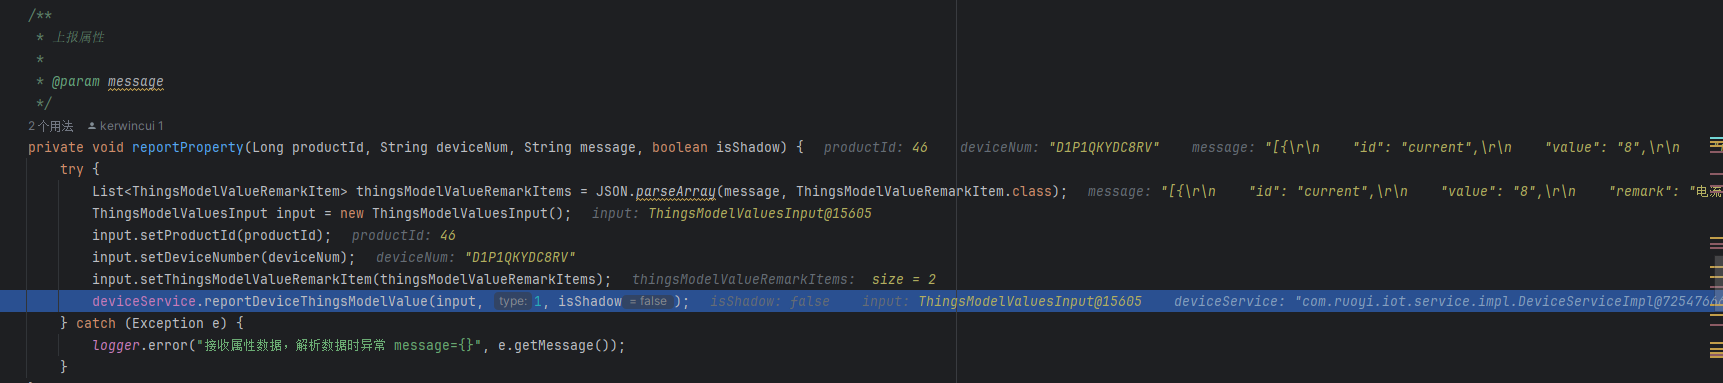 /**
* 上报属性
*
* @param message
*/
2个用法 kerwincui 1
private void reportProperty(Long productId, String deviceNum, String message, boolean isShadow) { productId: 46 deviceNum: "D1P1QKYDC8RV" message: "[{\r\n "id": "current",\r\n "value": "8",\r\n
try {
List<ThingsModelValueRemarkItem> thingsModelValueRemarkItems = JSON.parseArray(message, ThingsModelValueRemarkItem.class); message: "[{\r\n "id": "current",\r\n "value": "8",\r\n "remark": "电流
ThingsModelValuesInput input = new ThingsModelValuesInput(); input: ThingsModelValuesInput@15605
input.setProductId(productId); productId: 46
input.setDeviceNumber(deviceNum); deviceNum: "D1P1QKYDC8RV"
input.setThingsModelValueRemarkItem(thingsModelValueRemarkItems); thingsModelValueRemarkItems: size = 2
deviceService.reportDeviceThingsModelValue(input, type: 1, isShadow = false ); isShadow: false input: ThingsModelValuesInput@15605 deviceService: "com.ruoyi.iot.service.impl.DeviceServiceImpl@7254766
} catch (Exception e) {
logger.error("接收属性数据，解析数据时异常 message={}", e.getMessage());
}